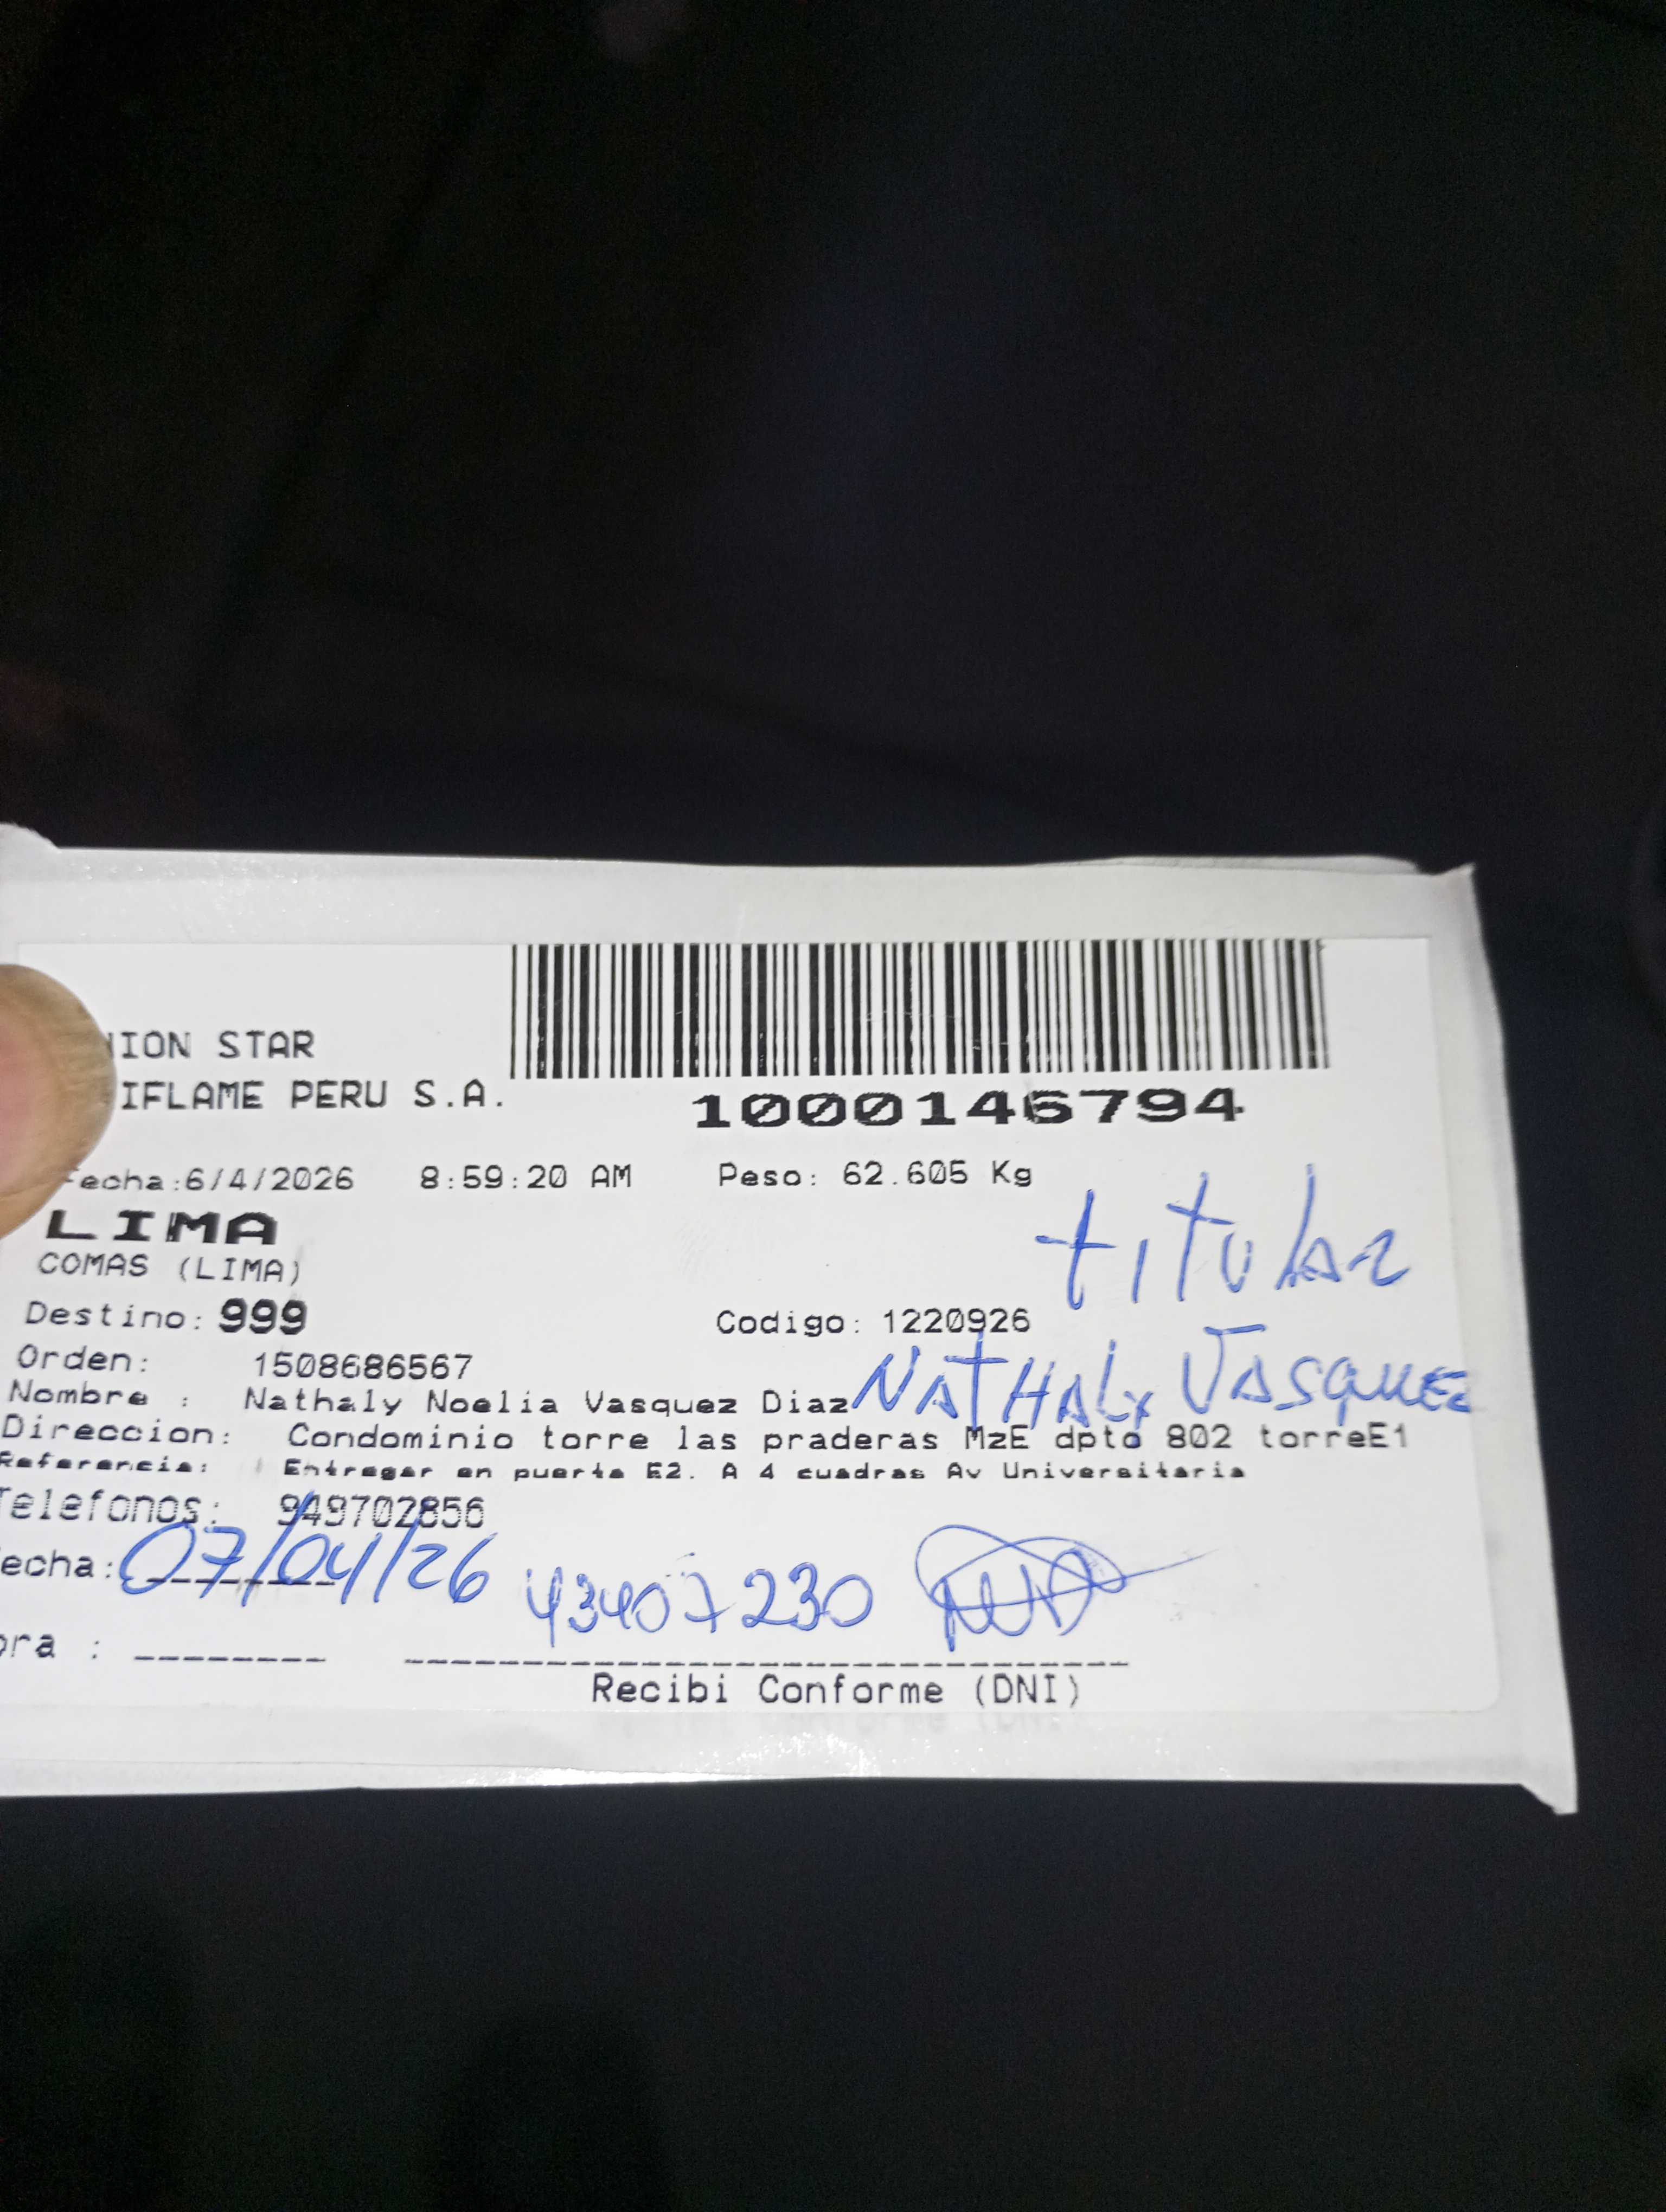 NION STAR
IFLAME PERU S.A.
1000146794
Fecha:6/4/2026 8:59:20 AM Peso: 62.605 Kg
LIMA
titular
COMAS (LIMA)
Destino: 999 Codigo: 1220926
Orden: 1508686567
Nombre : Nathaly Noelia Vasquez Diaz NATHALY VASQUEZ
Direccion: Condominio torre las praderas MzE dpto 802 torreE1
Referencia: Entregar en puerta E2. A 4 cuadras Av Universitaria
Telefonos: 949702856
echa: 07/04/26 43407230
ora :
Recibi Conforme (DNI)